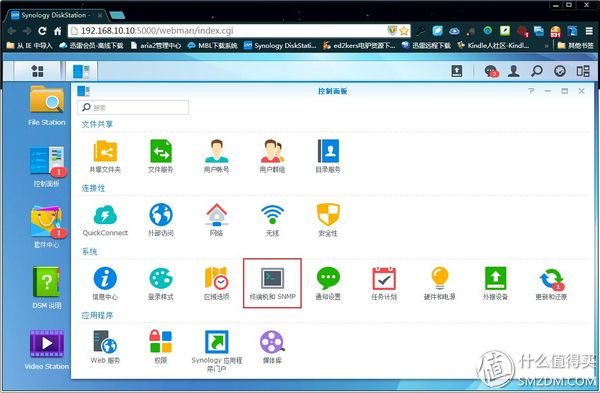 Synology DiskStation -
192.168.10.10:5000/webman/index.cgi
从 IE 中导入
迅雷会员-离线下载
aria2管理中心
MBL下载系统
Synology DiskStation...
ed2kers电驴资源下...
迅雷远程下载
Kindle人社区-Kindl...
其他书签
831
3
File Station
控制面板
1
套件中心
1
DSM 说明
Video Station
控制面板
搜索
文件共享
共享文件夹
文件服务
用户帐号
用户群组
目录服务
连接性
QuickConnect
外部访问
网络
无线
安全性
系统
信息中心
登录样式
区域选项
终端机和 SNMP
通知设置
任务计划
硬件和电源
外接设备
更新和还原
1
应用程序
Web 服务
权限
Synology 应用程序门户
媒体库
值 什么值得买
SMZDM.COM